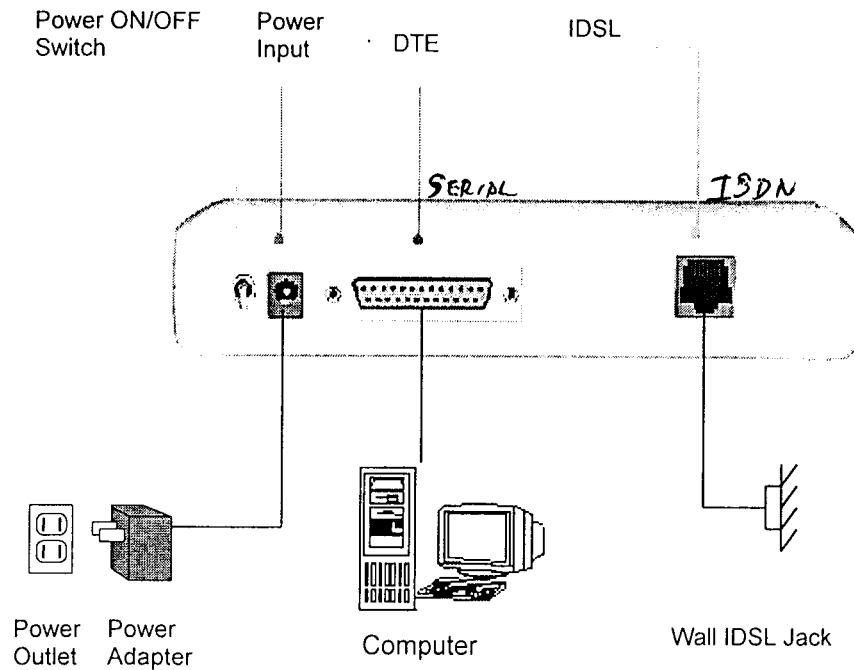 Power ON/OFF
Switch
Power
Input
DTE
IDSL
SERIAL
ISDN
Power
Outlet
Power
Adapter
Computer
Wall IDSL Jack